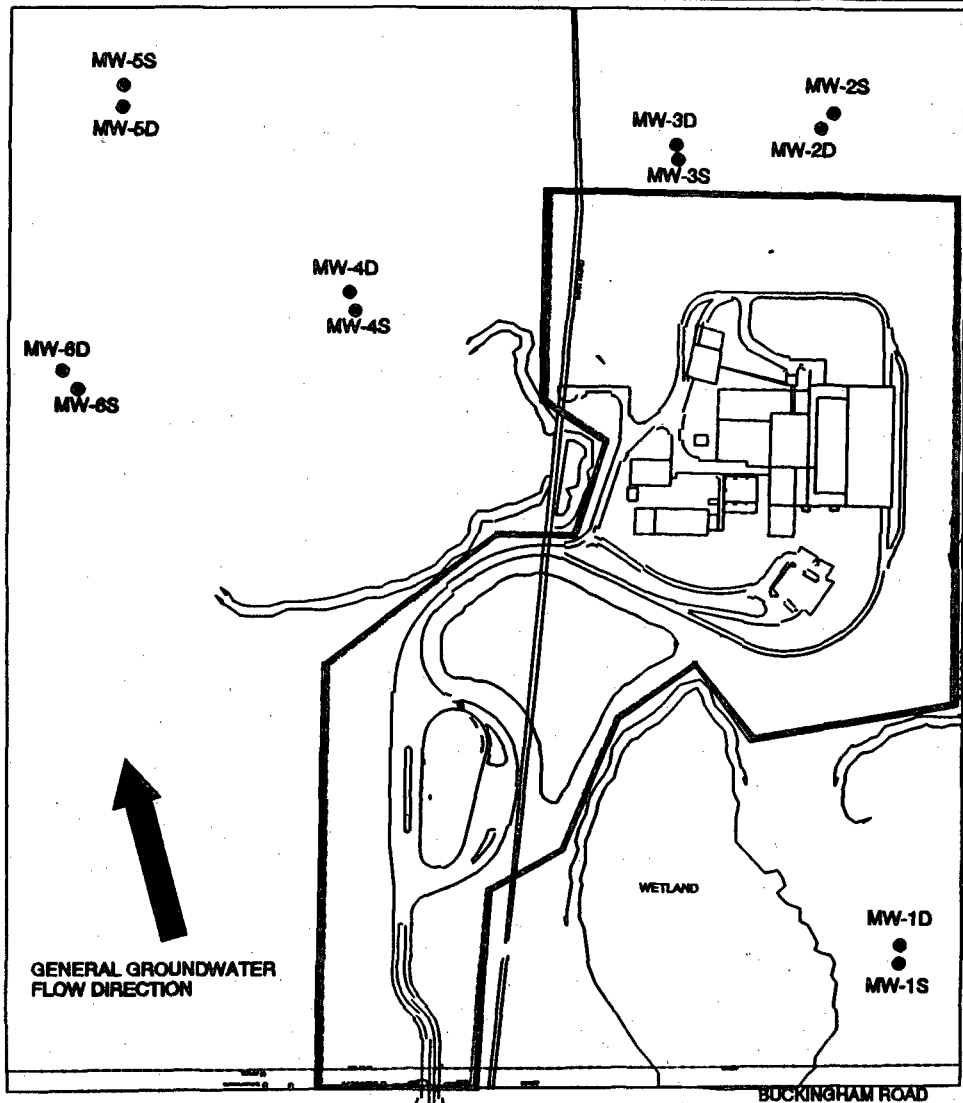 MW-5S
MW-5D
MW-2S
MW-3D
MW-2D
MW-3S
MW-4D
MW-4S
MW-6D
MW-6S
WETLAND
MW-1D
MW-1S
GENERAL GROUNDWATER
FLOW DIRECTION
BUCKINGHAM ROAD